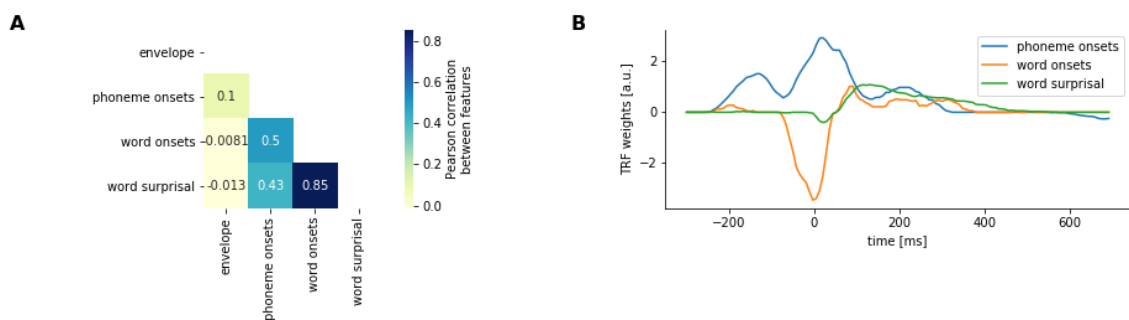 A
envelope
phoneme onsets
word onsets
word surprisal
0.1
-0.0081 0.5
-0.013 0.43 0.85
envelope
phoneme onsets
word onsets
word surprisal
0.8
0.6
0.4
0.2
0.0
Pearson correlation
between features
B
phoneme onsets
word onsets
word surprisal
2
0
−2
TRF weights [a.u.]
−200 0 200 400 600
time [ms]